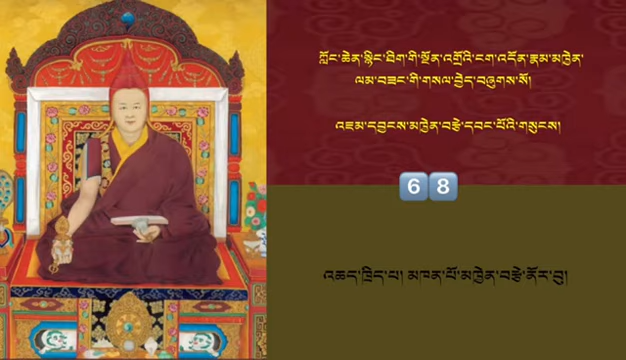 ཀློང་ཆེན་སྙིང་ཐིག་གི་སྔོན་འགྲོའི་ངག་འདོན་རྣམ་མཁྱེན་
ལམ་བཟང་གི་གསལ་བྱེད་བཞུགས་སོ།
འཇམ་དབྱངས་མཁྱེན་བརྩེ་དབང་པོའི་གསུངས།
68
འཆད་ཁྲིད་པ། མཁན་པོ་མཁྱེན་བརྩེ་ནོར་བུ།